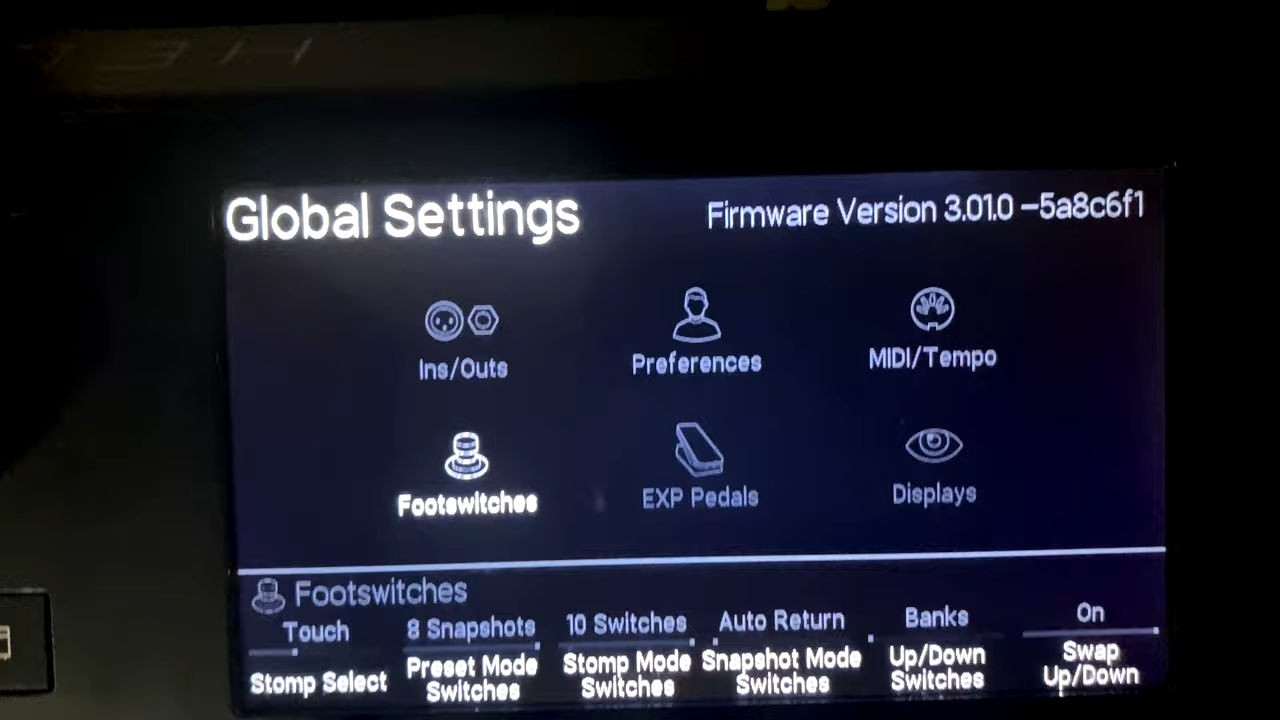 Global Settings
Firmware Version 3.01.0 -5a8c6f1
Ins/Outs
Preferences
MIDI/Tempo
Footswitches
EXP Pedals
Displays
Footswitches
Touch
8 Snapshots
10 Switches
Auto Return
Banks
On
Stomp Select
Preset Mode
Switches
Stomp Mode
Switches
Snapshot Mode
Switches
Up/Down
Switches
Swap
Up/Down